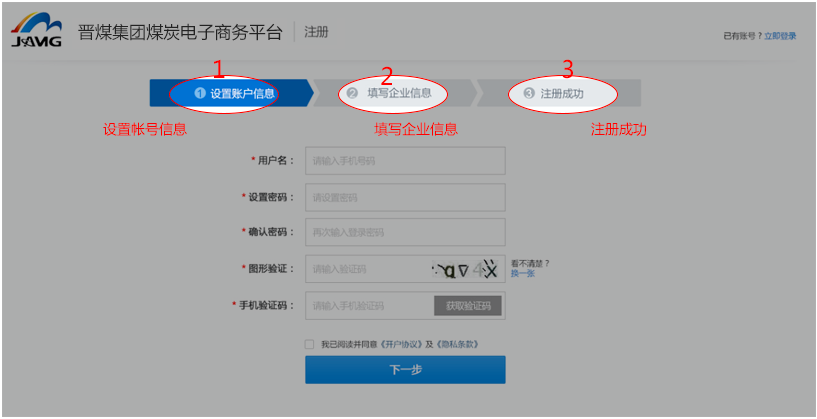 JAMG 晋煤集团煤炭电子商务平台 注册
已有账号？立即登录
1 2 3
1 设置账户信息 2 填写企业信息 3 注册成功
设置帐号信息 填写企业信息 注册成功
* 用户名： 请输入手机号码
* 设置密码： 请设置密码
* 确认密码： 再次输入登录密码
* 图形验证： 请输入验证码 看不清楚？
换一张
* 手机验证码： 请输入手机验证码 获取验证码
我已阅读并同意《开户协议》及《隐私条款》
下一步